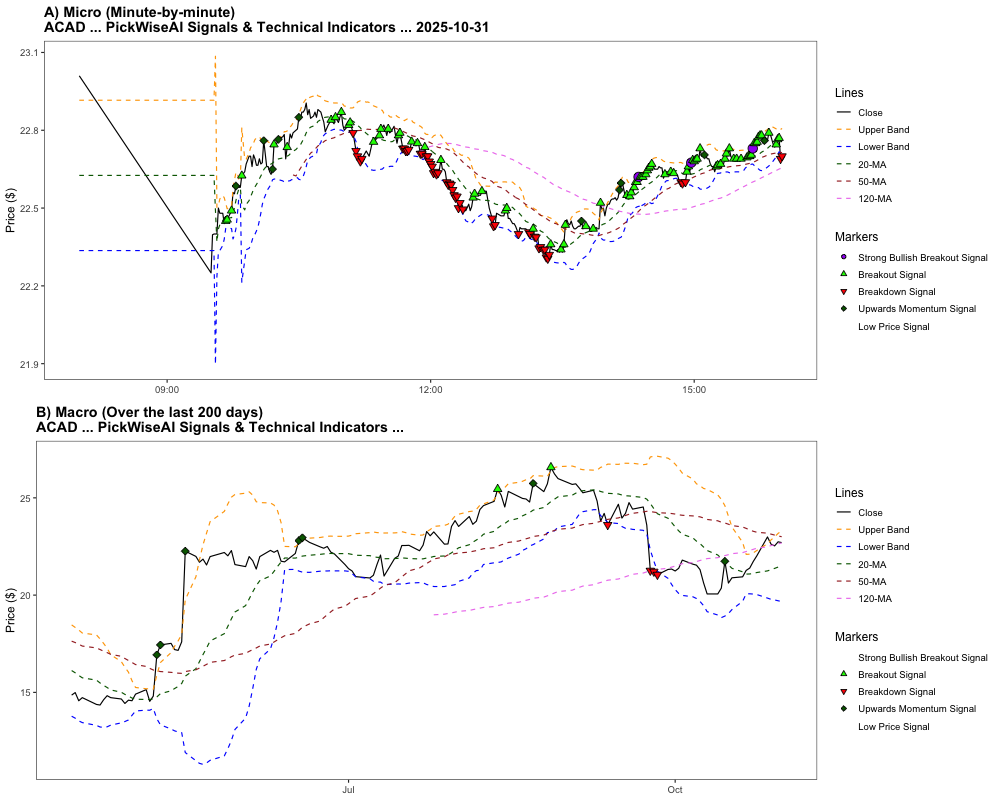 A) Micro (Minute-by-minute)
ACAD ... PickWiseAI Signals & Technical Indicators ... 2025-10-31
Price ($)
23.1
22.8
22.5
22.2
21.9
09:00
12:00
15:00
Lines
Close
Upper Band
Lower Band
20-MA
50-MA
120-MA
Markers
Strong Bullish Breakout Signal
Breakout Signal
Breakdown Signal
Upwards Momentum Signal
Low Price Signal
B) Macro (Over the last 200 days)
ACAD ... PickWiseAI Signals & Technical Indicators ...
Price ($)
25
20
15
Jul
Oct
Lines
Close
Upper Band
Lower Band
20-MA
50-MA
120-MA
Markers
Strong Bullish Breakout Signal
Breakout Signal
Breakdown Signal
Upwards Momentum Signal
Low Price Signal